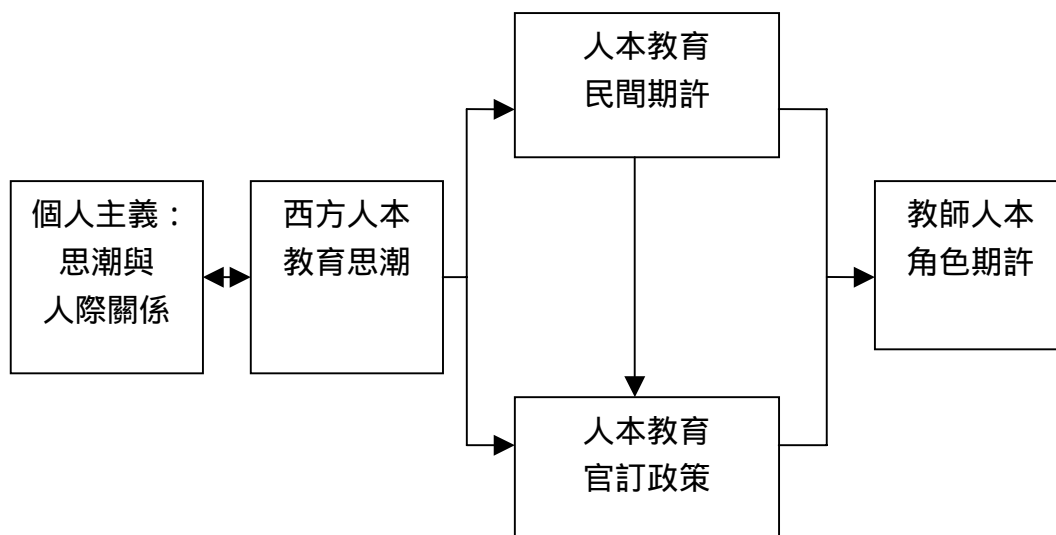 人本教育
民間期許
個人主義：
思潮與
人際關係
西方人本
教育思潮
教師人本
角色期許
人本教育
官訂政策